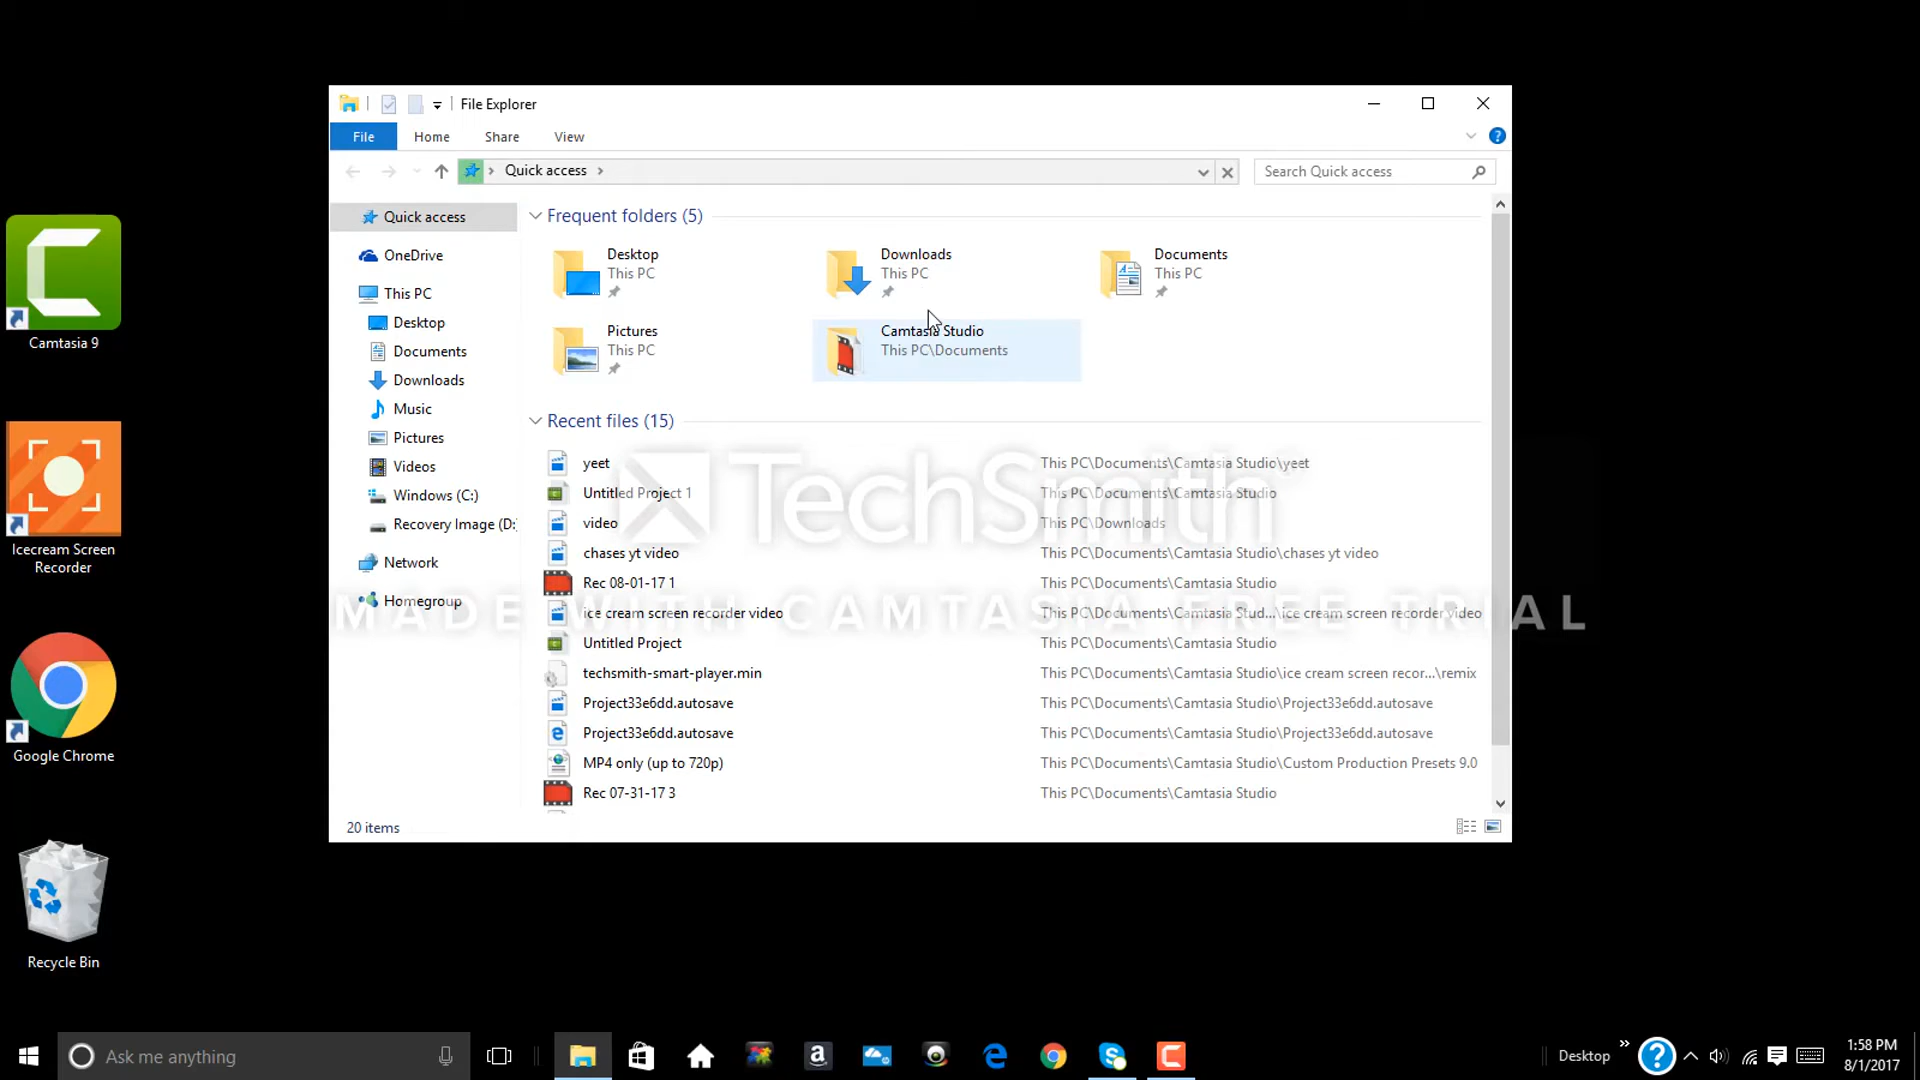 File Explorer
File Home Share View
Quick access
Search Quick access
Quick access
OneDrive
This PC
Desktop
Documents
Downloads
Music
Pictures
Videos
Windows (C:)
Recovery Image (D:
Network
Homegroup
Frequent folders (5)
Desktop
This PC
Downloads
This PC
Documents
This PC
Pictures
This PC
Camtasia Studio
This PC\Documents
Recent files (15)
yeet This PC\Documents\Camtasia Studio\yeet
Untitled Project 1 This PC\Documents\Camtasia Studio
video This PC\Downloads
chases yt video This PC\Documents\Camtasia Studio\chases yt video
Rec 08-01-17 1 This PC\Documents\Camtasia Studio
ice cream screen recorder video This PC\Documents\Camtasia Stud...\ice cream screen recorder video
Untitled Project This PC\Documents\Camtasia Studio
techsmith-smart-player.min This PC\Documents\Camtasia Studio\ice cream screen recor...\remix
Project33e6dd.autosave This PC\Documents\Camtasia Studio\Project33e6dd.autosave
Project33e6dd.autosave This PC\Documents\Camtasia Studio\Project33e6dd.autosave
MP4 only (up to 720p) This PC\Documents\Camtasia Studio\Custom Production Presets 9.0
Rec 07-31-17 3 This PC\Documents\Camtasia Studio
20 items
TechSmith
MADE WITH CAMTASIA FREE TRIAL
Camtasia 9
Icecream Screen
Recorder
Google Chrome
Recycle Bin
Ask me anything
Desktop
1:58 PM
8/1/2017